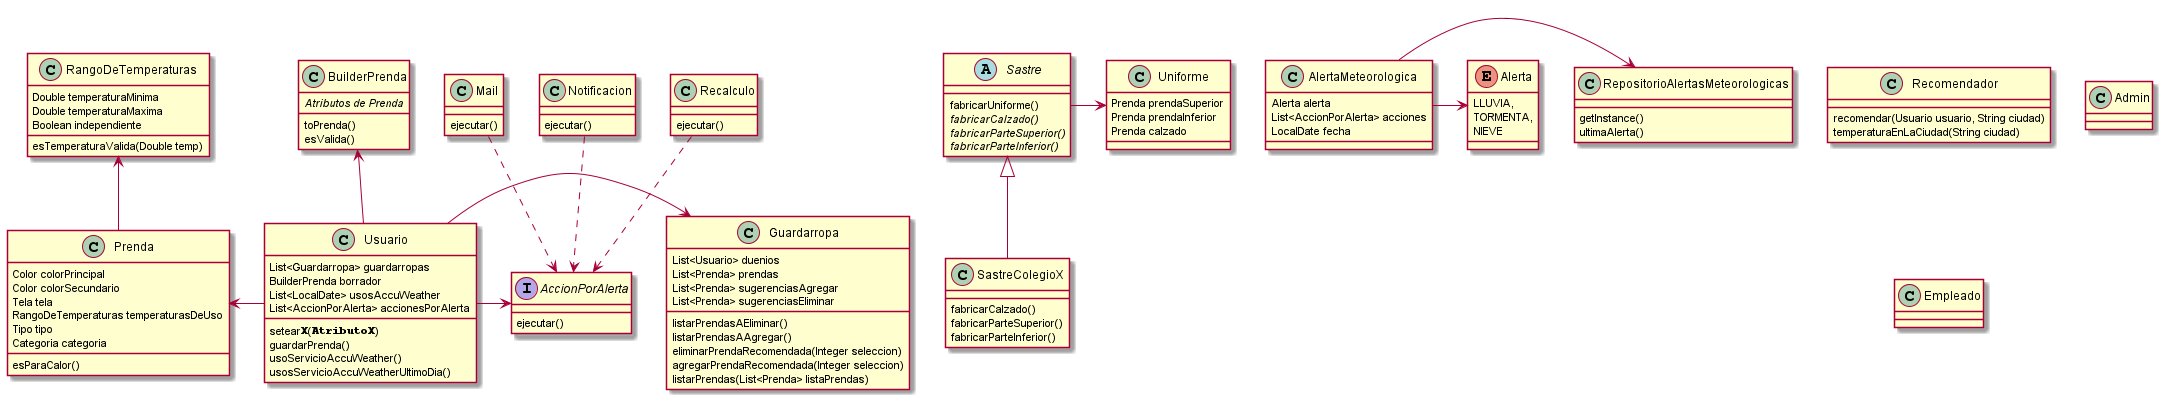 C RangoDeTemperaturas
Double temperaturaMinima
Double temperaturaMaxima
Boolean independiente
esTemperaturaValida(Double temp)
C BuilderPrenda
Atributos de Prenda
toPrenda()
esValida()
C Mail
ejecutar()
C Notificacion
ejecutar()
C Recalculo
ejecutar()
A Sastre
fabricarUniforme()
fabricarCalzado()
fabricarParteSuperior()
fabricarParteInferior()
C Uniforme
Prenda prendaSuperior
Prenda prendaInferior
Prenda calzado
C AlertaMeteorologica
Alerta alerta
List<AccionPorAlerta> acciones
LocalDate fecha
E Alerta
LLUVIA,
TORMENTA,
NIEVE
C RepositorioAlertasMeteorologicas
getInstance()
ultimaAlerta()
C Recomendador
recomendar(Usuario usuario, String ciudad)
temperaturaEnLaCiudad(String ciudad)
C Admin
C Prenda
Color colorPrincipal
Color colorSecundario
Tela tela
RangoDeTemperaturas temperaturasDeUso
Tipo tipo
Categoria categoria
esParaCalor()
C Usuario
List<Guardarropa> guardarropas
BuilderPrenda borrador
List<LocalDate> usosAccuWeather
List<AccionPorAlerta> accionesPorAlerta
setearX(AtributoX)
guardarPrenda()
usoServicioAccuWeather()
usosServicioAccuWeatherUltimoDia()
I AccionPorAlerta
ejecutar()
C Guardarropa
List<Usuario> duenios
List<Prenda> prendas
List<Prenda> sugerenciasAgregar
List<Prenda> sugerenciasEliminar
listarPrendasAEliminar()
listarPrendasAAgregar()
eliminarPrendaRecomendada(Integer seleccion)
agregarPrendaRecomendada(Integer seleccion)
listarPrendas(List<Prenda> listaPrendas)
C SastreColegioX
fabricarCalzado()
fabricarParteSuperior()
fabricarParteInferior()
C Empleado